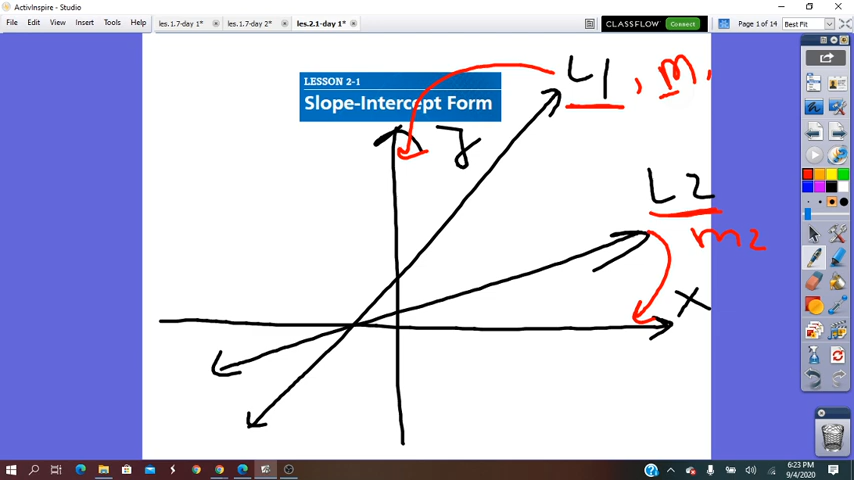 ActivInspire - Studio
File Edit View Insert Tools Help
les.1.7-day 1*
les.1.7-day 2*
les.2.1-day 1*
CLASSFLOW Connect
Page 1 of 14
Best Fit
LESSON 2-1
Slope-Intercept Form
L1, m,
y
L2
m2
x
6:23 PM
9/4/2020